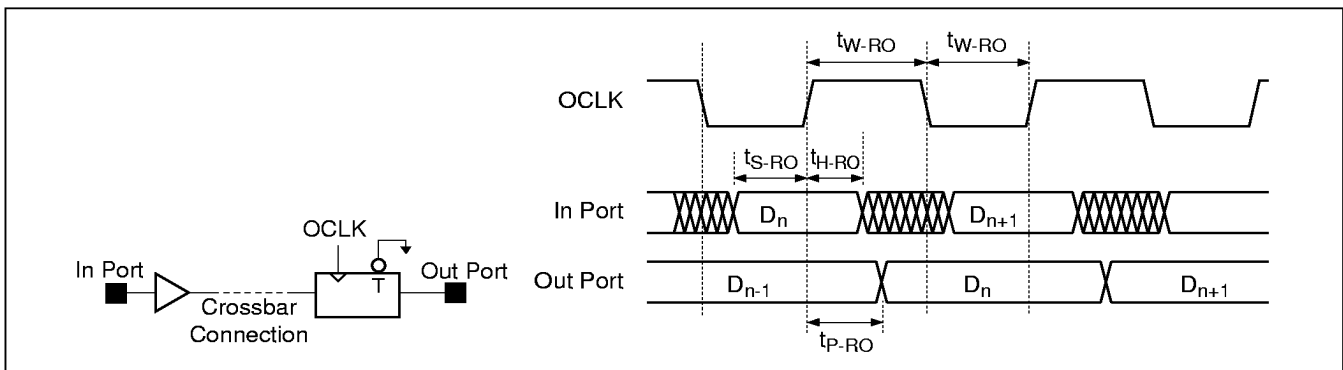 OCLK
In Port
T
Out Port
Crossbar
Connection
t_W-RO t_W-RO
OCLK
t_S-RO t_H-RO
In Port D_n D_n+1
Out Port D_n-1 D_n D_n+1
t_P-RO